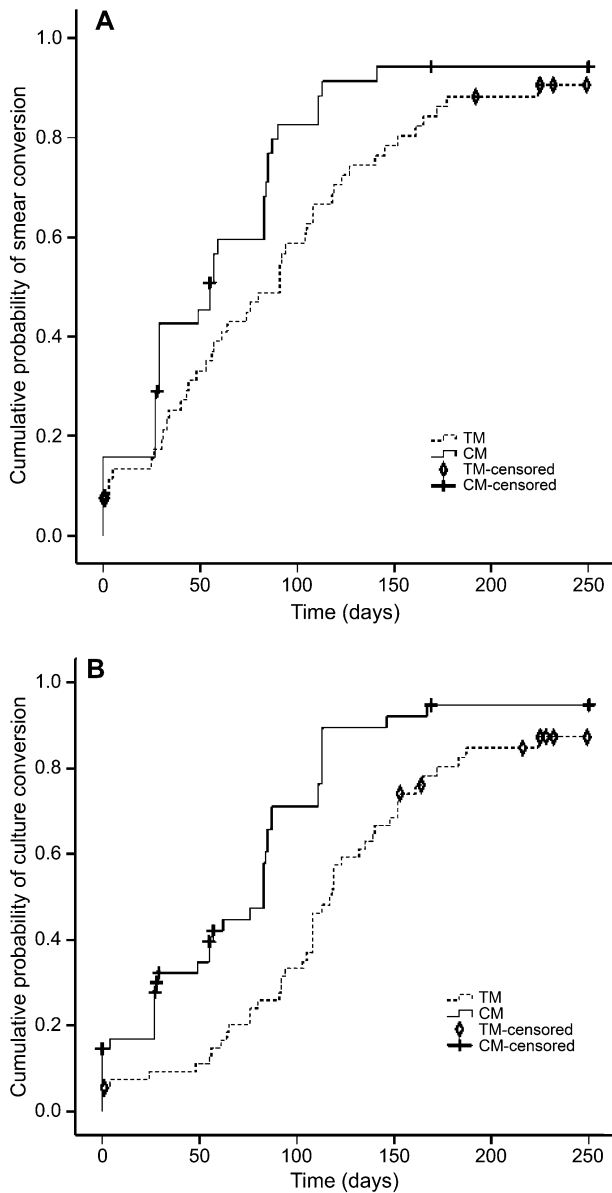 A
Cumulative probability of smear conversion
1.0
0.8
0.6
0.4
0.2
0.0
TM
CM
TM-censored
CM-censored
0 50 100 150 200 250
Time (days)
B
Cumulative probability of culture conversion
1.0
0.8
0.6
0.4
0.2
0.0
TM
CM
TM-censored
CM-censored
0 50 100 150 200 250
Time (days)